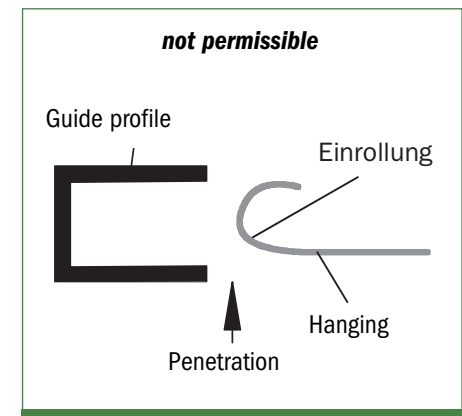 not permissible
Guide profile
Einrollung
Hanging
Penetration